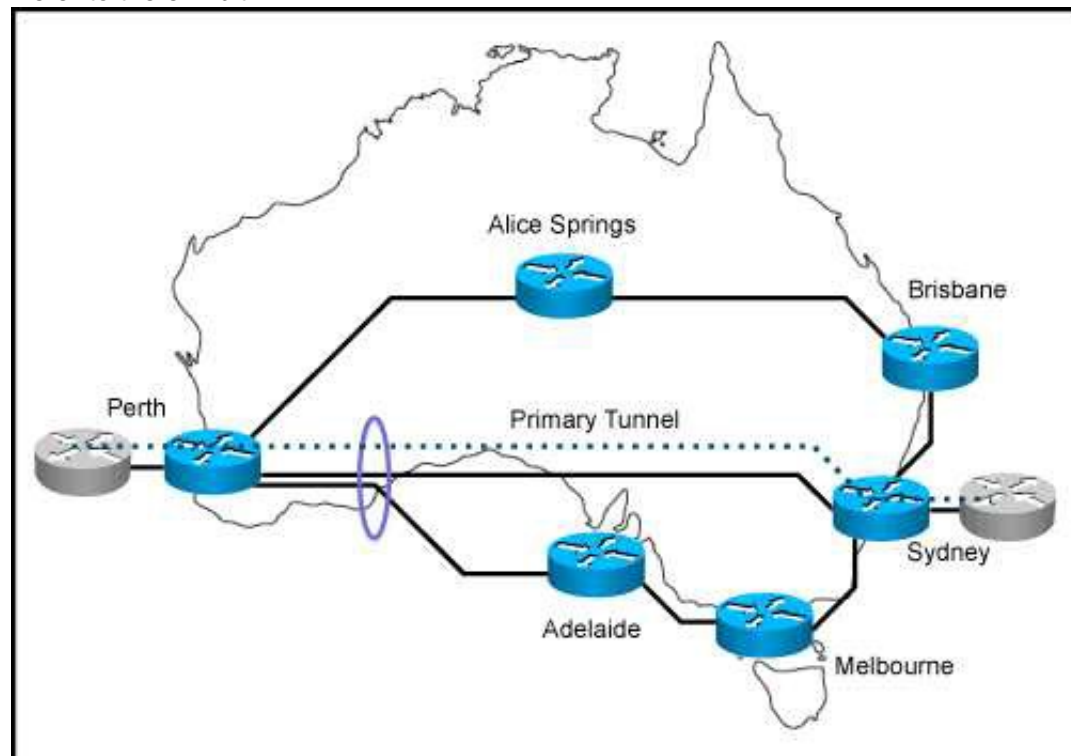 Alice Springs
Brisbane
Perth
Primary Tunnel
Sydney
Adelaide
Melbourne